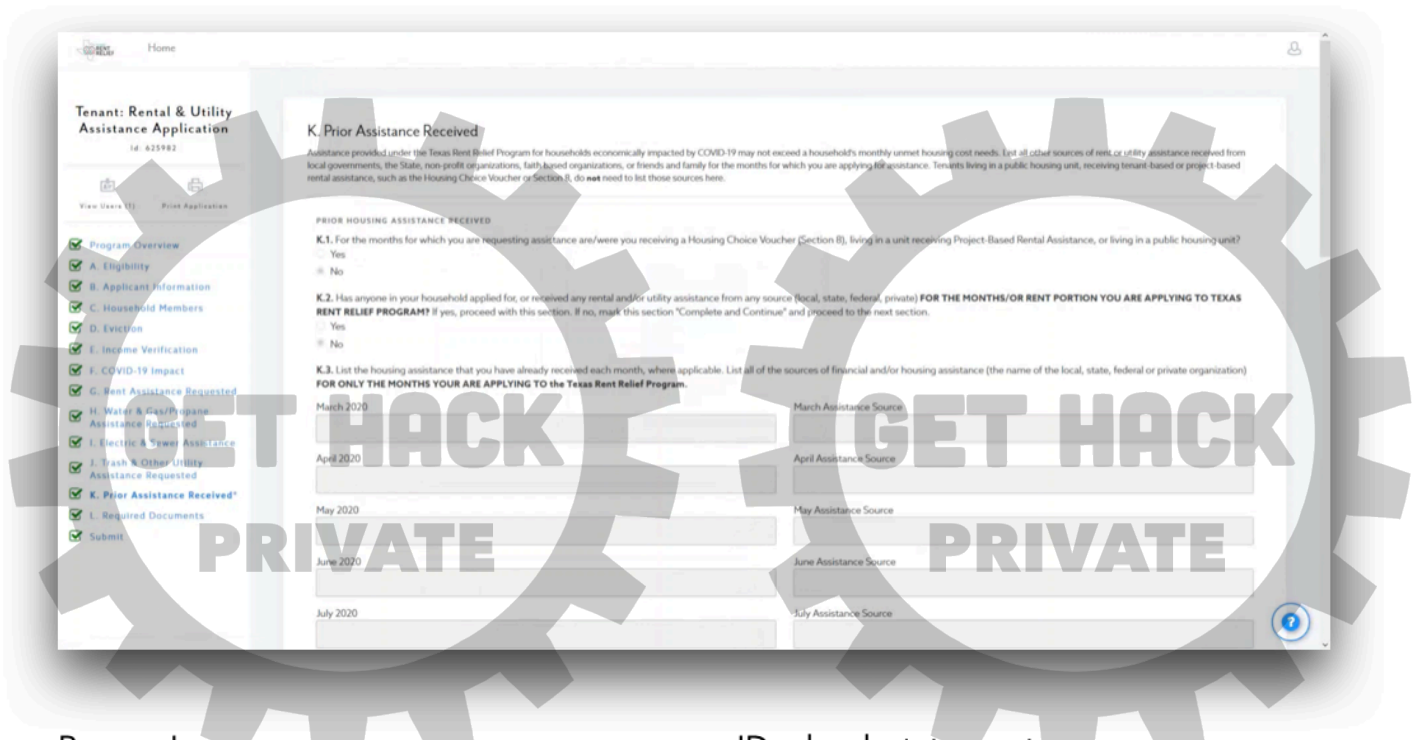 RENT RELIEF
Home
Tenant: Rental & Utility
Assistance Application
Id: 625982
View Users (1) Print Application
Program Overview
A. Eligibility
B. Applicant Information
C. Household Members
D. Eviction
E. Income Verification
F. COVID-19 Impact
G. Rent Assistance Requested
H. Water & Gas/Propane
Assistance Requested
I. Electric & Sewer Assistance
J. Trash & Other Utility
Assistance Requested
K. Prior Assistance Received*
L. Required Documents
Submit
K. Prior Assistance Received
Assistance provided under the Texas Rent Relief Program for households economically impacted by COVID-19 may not exceed a household's monthly unmet housing cost needs. List all other sources of rent or utility assistance received from
local governments, the State, non-profit organizations, faith based organizations, or friends and family for the months for which you are applying for assistance. Tenants living in a public housing unit, receiving tenant-based or project-based
rental assistance, such as the Housing Choice Voucher or Section 8, do not need to list those sources here.
PRIOR HOUSING ASSISTANCE RECEIVED
K.1. For the months for which you are requesting assistance are/were you receiving a Housing Choice Voucher (Section 8), living in a unit receiving Project-Based Rental Assistance, or living in a public housing unit?
Yes
No
K.2. Has anyone in your household applied for, or received any rental and/or utility assistance from any source (local, state, federal, private) FOR THE MONTHS/OR RENT PORTION YOU ARE APPLYING TO TEXAS
RENT RELIEF PROGRAM? If yes, proceed with this section. If no, mark this section "Complete and Continue" and proceed to the next section.
Yes
No
K.3. List the housing assistance that you have already received each month, where applicable. List all of the sources of financial and/or housing assistance (the name of the local, state, federal or private organization)
FOR ONLY THE MONTHS YOUR ARE APPLYING TO the Texas Rent Relief Program.
March 2020 March Assistance Source
April 2020 April Assistance Source
May 2020 May Assistance Source
June 2020 June Assistance Source
July 2020 July Assistance Source
?
GET HACK
PRIVATE
GET HACK
PRIVATE